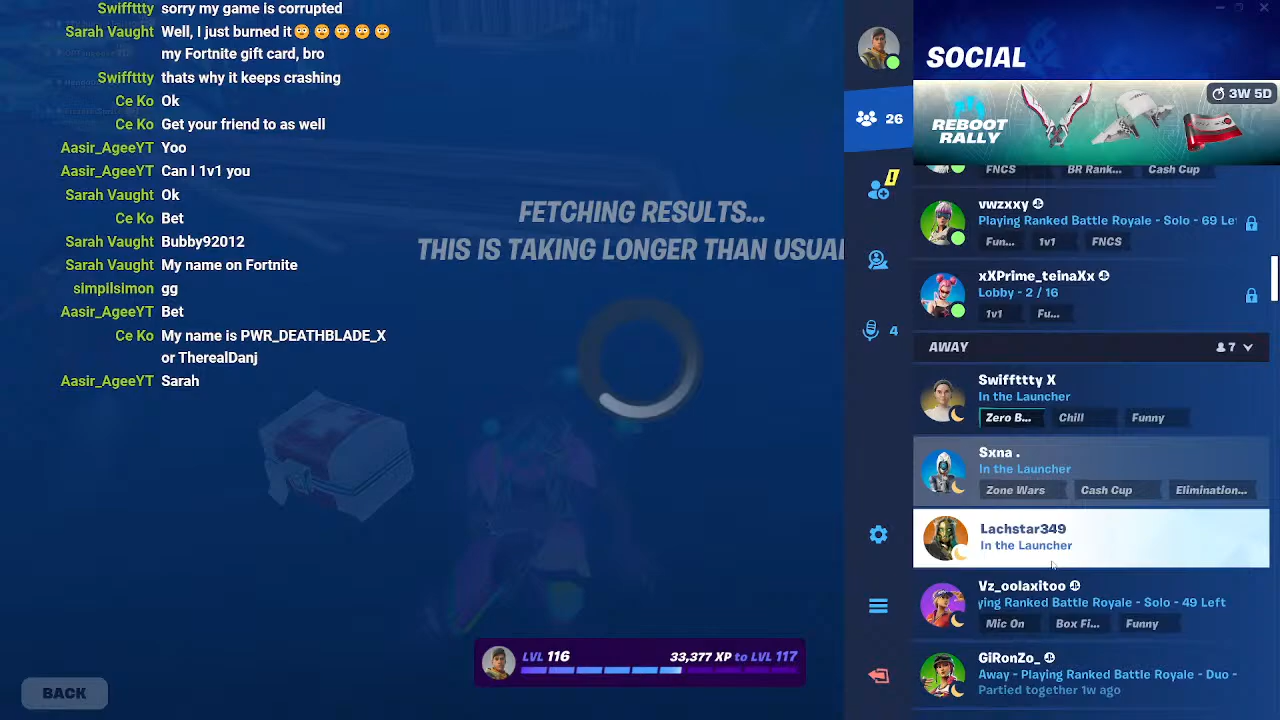 Swiffttty sorry my game is corrupted
Sarah Vaught Well, I just burned it😳😳😳😳😳
my Fortnite gift card, bro
Swiffttty thats why it keeps crashing
Ce Ko Ok
Ce Ko Get your friend to as well
Aasir_AgeeYT Yoo
Aasir_AgeeYT Can I 1v1 you
Sarah Vaught Ok
Ce Ko Bet
Sarah Vaught Bubby92012
Sarah Vaught My name on Fortnite
simpilsimon gg
Aasir_AgeeYT Bet
Ce Ko My name is PWR_DEATHBLADE_X
or TherealDanj
Aasir_AgeeYT Sarah
FETCHING RESULTS...
THIS IS TAKING LONGER THAN USUAL
LVL 116 33,377 XP to LVL 117
BACK
26
4
SOCIAL
3W 5D
REBOOT
RALLY
FNCS BR Rank... Cash Cup
vwzxxy
Playing Ranked Battle Royale - Solo - 69 Le
Fun... 1v1 FNCS
xXPrime_teinaXx
Lobby - 2 / 16
1v1 Fu...
AWAY 7
Swiffttty X
In the Launcher
Zero B... Chill Funny
Sxna .
In the Launcher
Zone Wars Cash Cup Elimination...
Lachstar349
In the Launcher
Vz_oolaxitoo
ying Ranked Battle Royale - Solo - 49 Left
Mic On Box Fi... Funny
GiRonZo_
Away - Playing Ranked Battle Royale - Duo -
Partied together 1w ago